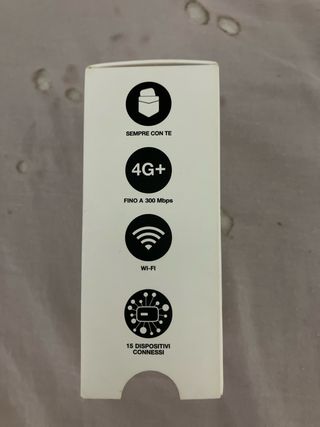 SEMPRE CON TE
4G+
FINO A 300 Mbps
WI-FI
15 DISPOSITIVI
CONNESSI